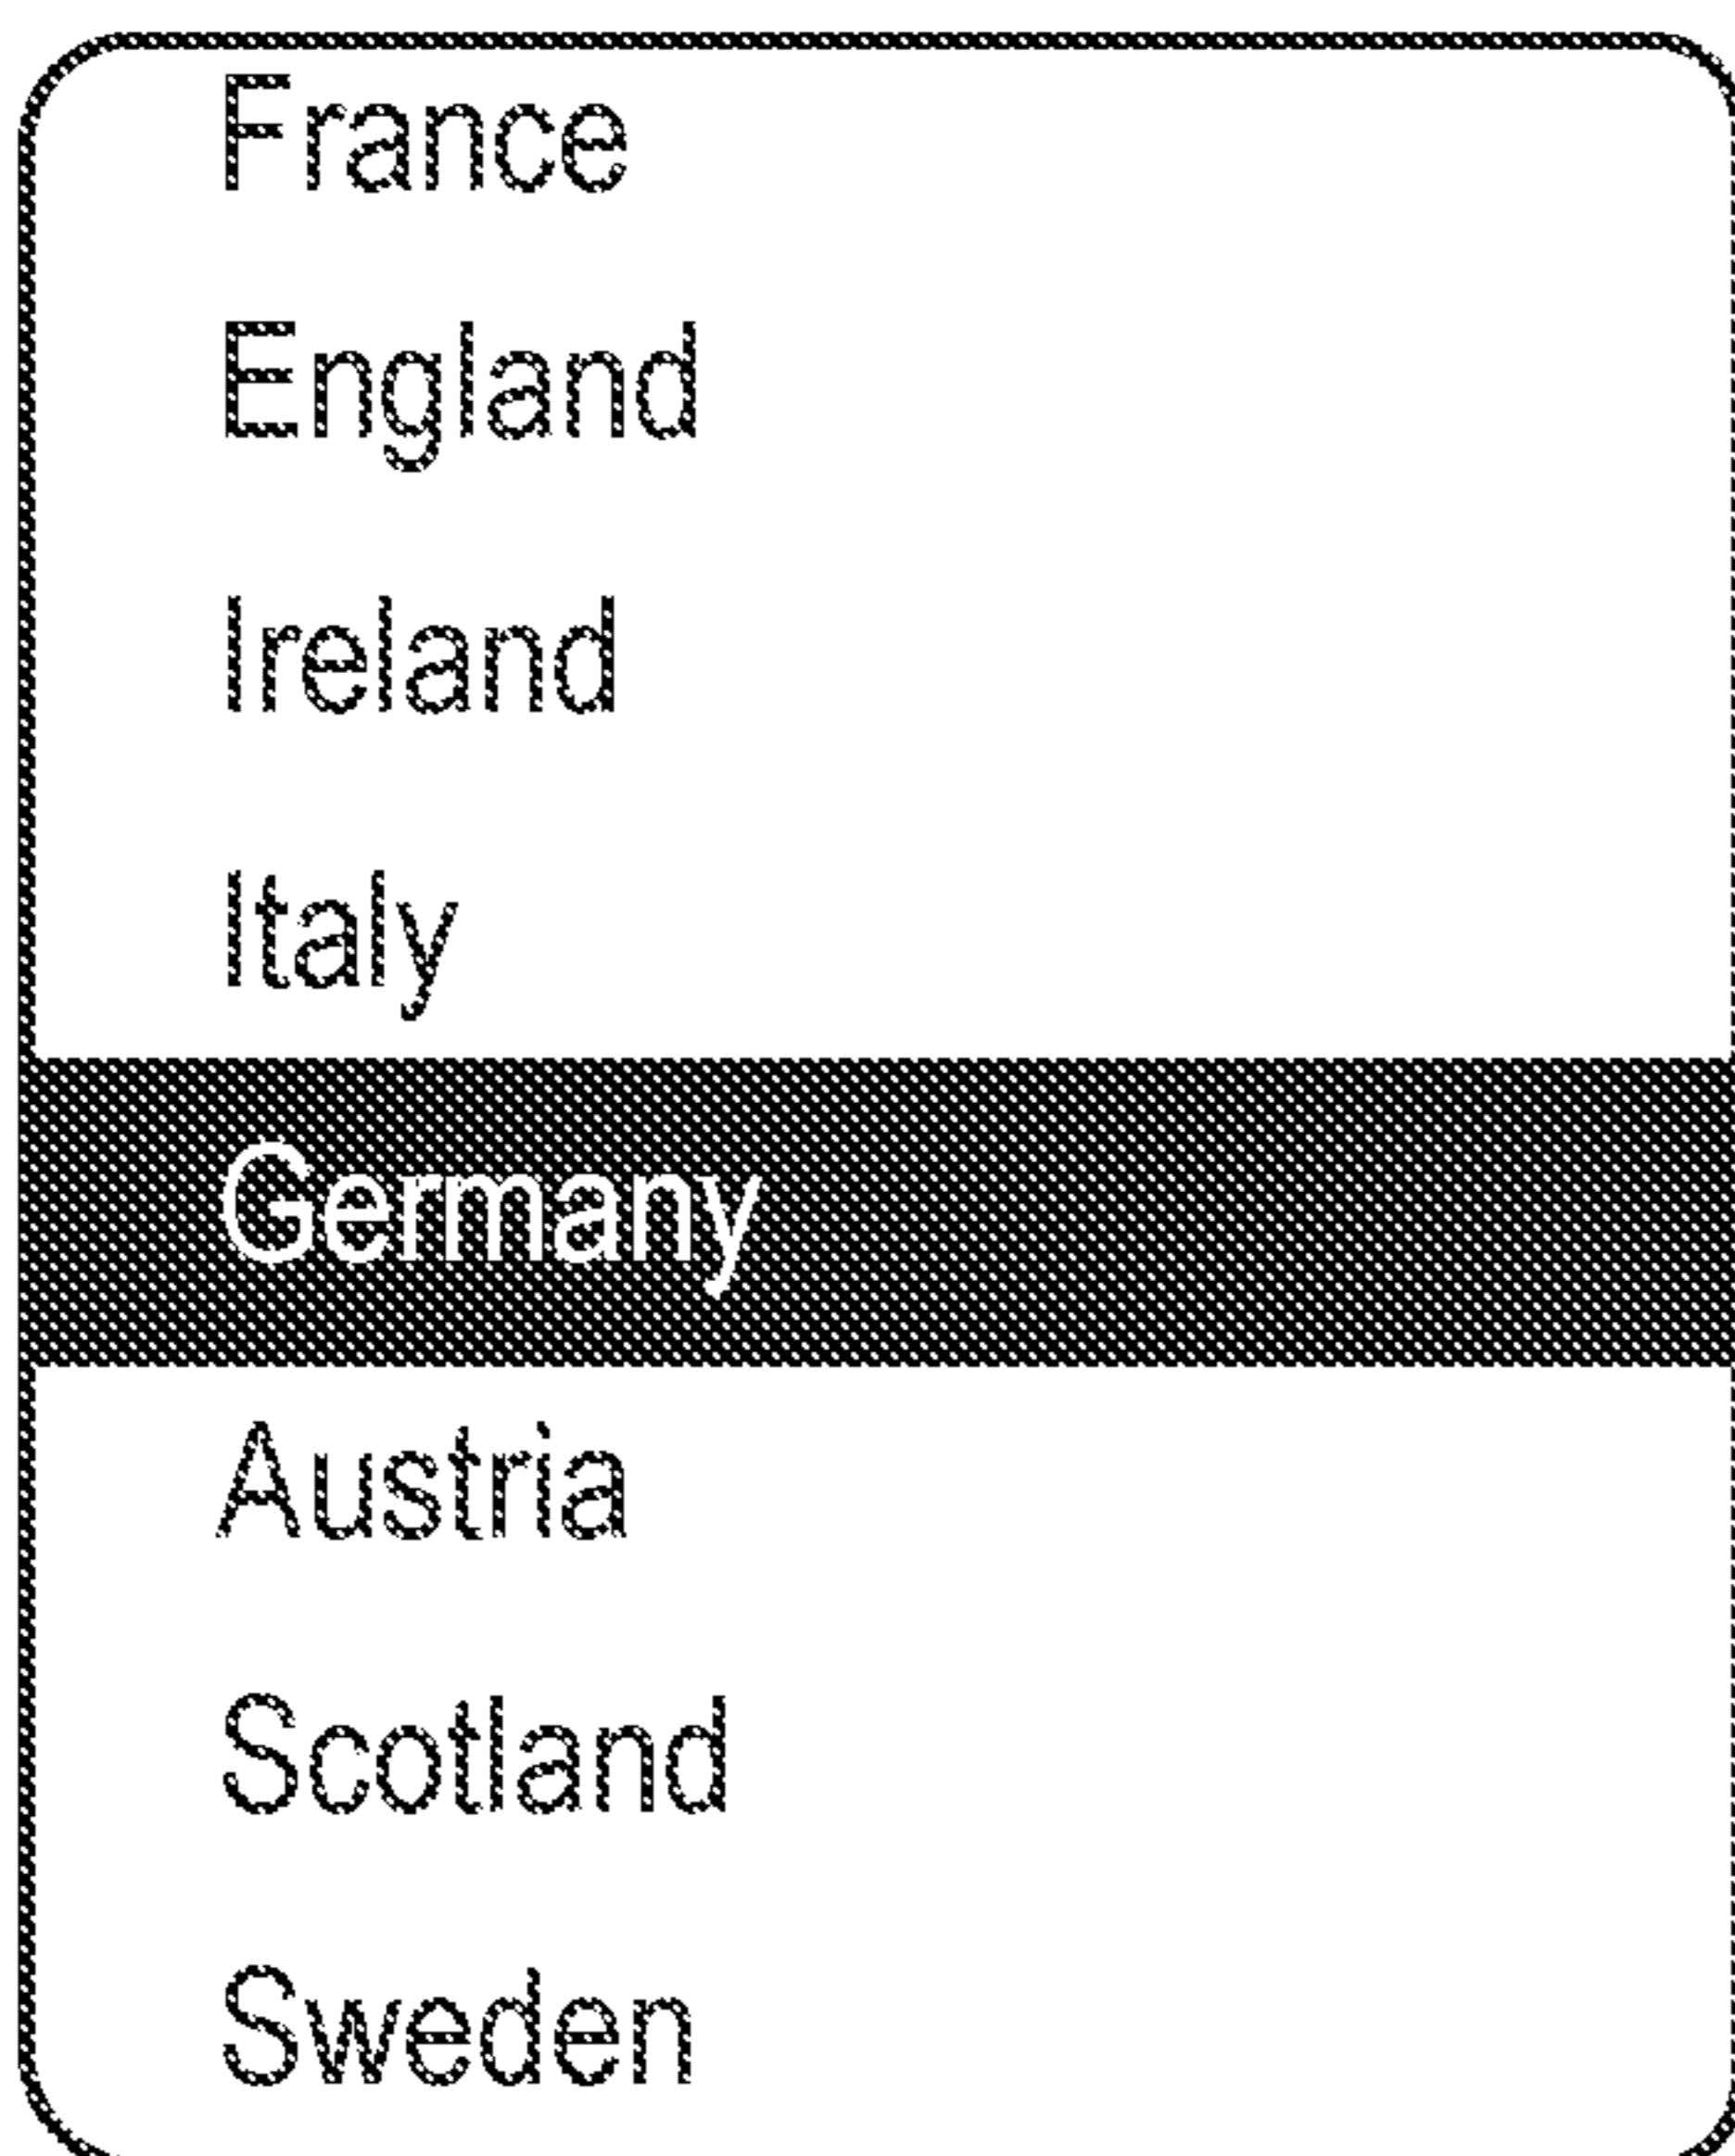 France
England
Ireland
Italy
Germany
Austria
Scotland
Sweden